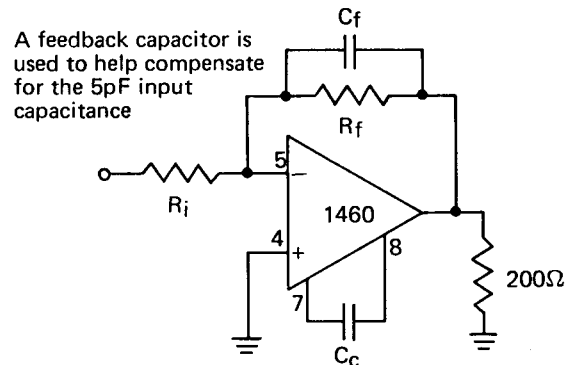 A feedback capacitor is
used to help compensate
for the 5pF input
capacitance
Cf
Rf
Ri
5
−
1460
4
+
8
7
200Ω
Cc